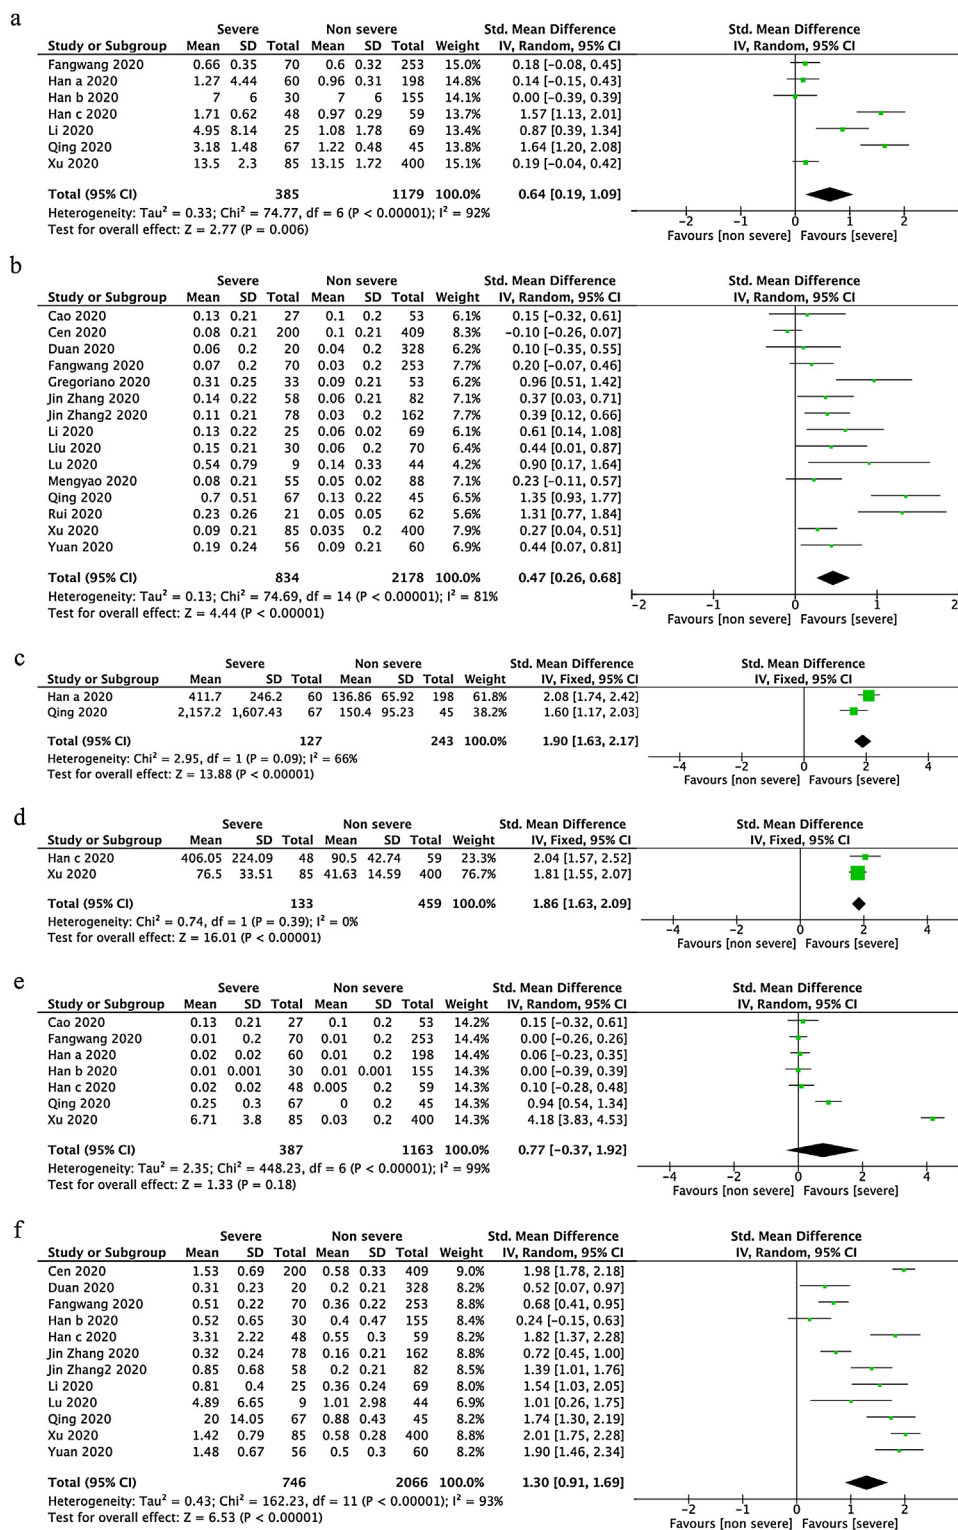 a
Severe Non severe Std. Mean Difference Std. Mean Difference
Study or Subgroup Mean SD Total Mean SD Total Weight IV, Random, 95% CI IV, Random, 95% CI
Fangwang 2020 0.66 0.35 70 0.6 0.32 253 15.0% 0.18 [−0.08, 0.45]
Han a 2020 1.27 4.44 60 0.96 0.31 198 14.8% 0.14 [−0.15, 0.43]
Han b 2020 7 6 30 7 6 155 14.1% 0.00 [−0.39, 0.39]
Han c 2020 1.71 0.62 48 0.97 0.29 59 13.7% 1.57 [1.13, 2.01]
Li 2020 4.95 8.14 25 1.08 1.78 69 13.4% 0.87 [0.39, 1.34]
Qing 2020 3.18 1.48 67 1.22 0.48 45 13.8% 1.64 [1.20, 2.08]
Xu 2020 13.5 2.3 85 13.15 1.72 400 15.1% 0.19 [−0.04, 0.42]
Total (95% CI) 385 1179 100.0% 0.64 [0.19, 1.09]
Heterogeneity: Tau² = 0.33; Chi² = 74.77, df = 6 (P < 0.00001); I² = 92%
Test for overall effect: Z = 2.77 (P = 0.006)
−2 −1 0 1 2
Favours [non severe] Favours [severe]
b
Severe Non severe Std. Mean Difference Std. Mean Difference
Study or Subgroup Mean SD Total Mean SD Total Weight IV, Random, 95% CI IV, Random, 95% CI
Cao 2020 0.13 0.21 27 0.1 0.2 53 6.1% 0.15 [−0.32, 0.61]
Cen 2020 0.08 0.21 200 0.1 0.21 409 8.3% −0.10 [−0.26, 0.07]
Duan 2020 0.06 0.2 20 0.04 0.2 328 6.2% 0.10 [−0.35, 0.55]
Fangwang 2020 0.07 0.2 70 0.03 0.2 253 7.7% 0.20 [−0.07, 0.46]
Gregoriano 2020 0.31 0.25 33 0.09 0.21 53 6.2% 0.96 [0.51, 1.42]
Jin Zhang 2020 0.14 0.22 58 0.06 0.21 82 7.1% 0.37 [0.03, 0.71]
Jin Zhang2 2020 0.11 0.21 78 0.03 0.2 162 7.7% 0.39 [0.12, 0.66]
Li 2020 0.13 0.22 25 0.06 0.02 69 6.1% 0.61 [0.14, 1.08]
Liu 2020 0.15 0.21 30 0.06 0.2 70 6.4% 0.44 [0.01, 0.87]
Lu 2020 0.54 0.79 9 0.14 0.33 44 4.2% 0.90 [0.17, 1.64]
Mengyao 2020 0.08 0.21 55 0.05 0.02 88 7.1% 0.23 [−0.11, 0.57]
Qing 2020 0.7 0.51 67 0.13 0.22 45 6.5% 1.35 [0.93, 1.77]
Rui 2020 0.23 0.26 21 0.05 0.05 62 5.6% 1.31 [0.77, 1.84]
Xu 2020 0.09 0.21 85 0.035 0.2 400 7.9% 0.27 [0.04, 0.51]
Yuan 2020 0.19 0.24 56 0.09 0.21 60 6.9% 0.44 [0.07, 0.81]
Total (95% CI) 834 2178 100.0% 0.47 [0.26, 0.68]
Heterogeneity: Tau² = 0.13; Chi² = 74.69, df = 14 (P < 0.00001); I² = 81%
Test for overall effect: Z = 4.44 (P < 0.00001)
−2 −1 0 1 2
Favours [non severe] Favours [severe]
c
Severe Non severe Std. Mean Difference Std. Mean Difference
Study or Subgroup Mean SD Total Mean SD Total Weight IV, Fixed, 95% CI IV, Fixed, 95% CI
Han a 2020 411.7 246.2 60 136.86 65.92 198 61.8% 2.08 [1.74, 2.42]
Qing 2020 2,157.2 1,607.43 67 150.4 95.23 45 38.2% 1.60 [1.17, 2.03]
Total (95% CI) 127 243 100.0% 1.90 [1.63, 2.17]
Heterogeneity: Chi² = 2.95, df = 1 (P = 0.09); I² = 66%
Test for overall effect: Z = 13.88 (P < 0.00001)
−4 −2 0 2 4
Favours [non severe] Favours [severe]
d
Severe Non severe Std. Mean Difference Std. Mean Difference
Study or Subgroup Mean SD Total Mean SD Total Weight IV, Fixed, 95% CI IV, Fixed, 95% CI
Han c 2020 406.05 224.09 48 90.5 42.74 59 23.3% 2.04 [1.57, 2.52]
Xu 2020 76.5 33.51 85 41.63 14.59 400 76.7% 1.81 [1.55, 2.07]
Total (95% CI) 133 459 100.0% 1.86 [1.63, 2.09]
Heterogeneity: Chi² = 0.74, df = 1 (P = 0.39); I² = 0%
Test for overall effect: Z = 16.01 (P < 0.00001)
−4 −2 0 2 4
Favours [non severe] Favours [severe]
e
Severe Non severe Std. Mean Difference Std. Mean Difference
Study or Subgroup Mean SD Total Mean SD Total Weight IV, Random, 95% CI IV, Random, 95% CI
Cao 2020 0.13 0.21 27 0.1 0.2 53 14.2% 0.15 [−0.32, 0.61]
Fangwang 2020 0.01 0.2 70 0.01 0.2 253 14.4% 0.00 [−0.26, 0.26]
Han a 2020 0.02 0.02 60 0.01 0.2 198 14.4% 0.06 [−0.23, 0.35]
Han b 2020 0.01 0.001 30 0.01 0.001 155 14.3% 0.00 [−0.39, 0.39]
Han c 2020 0.02 0.02 48 0.005 0.2 59 14.3% 0.10 [−0.28, 0.48]
Qing 2020 0.25 0.3 67 0 0.2 45 14.3% 0.94 [0.54, 1.34]
Xu 2020 6.71 3.8 85 0.03 0.2 400 14.3% 4.18 [3.83, 4.53]
Total (95% CI) 387 1163 100.0% 0.77 [−0.37, 1.92]
Heterogeneity: Tau² = 2.35; Chi² = 448.23, df = 6 (P < 0.00001); I² = 99%
Test for overall effect: Z = 1.33 (P = 0.18)
−4 −2 0 2 4
Favours [non severe] Favours [severe]
f
Severe Non severe Std. Mean Difference Std. Mean Difference
Study or Subgroup Mean SD Total Mean SD Total Weight IV, Random, 95% CI IV, Random, 95% CI
Cen 2020 1.53 0.69 200 0.58 0.33 409 9.0% 1.98 [1.78, 2.18]
Duan 2020 0.31 0.23 20 0.2 0.21 328 8.2% 0.52 [0.07, 0.97]
Fangwang 2020 0.51 0.22 70 0.36 0.22 253 8.8% 0.68 [0.41, 0.95]
Han b 2020 0.52 0.65 30 0.4 0.47 155 8.4% 0.24 [−0.15, 0.63]
Han c 2020 3.31 2.22 48 0.55 0.3 59 8.2% 1.82 [1.37, 2.28]
Jin Zhang 2020 0.32 0.24 78 0.16 0.21 162 8.8% 0.72 [0.45, 1.00]
Jin Zhang2 2020 0.85 0.68 58 0.2 0.21 82 8.5% 1.39 [1.01, 1.76]
Li 2020 0.81 0.4 25 0.36 0.24 69 8.0% 1.54 [1.03, 2.05]
Lu 2020 4.89 6.65 9 1.01 2.98 44 6.9% 1.01 [0.26, 1.75]
Qing 2020 20 14.05 67 0.88 0.43 45 8.2% 1.74 [1.30, 2.19]
Xu 2020 1.42 0.79 85 0.58 0.28 400 8.8% 2.01 [1.75, 2.28]
Yuan 2020 1.48 0.67 56 0.5 0.3 60 8.2% 1.90 [1.46, 2.34]
Total (95% CI) 746 2066 100.0% 1.30 [0.91, 1.69]
Heterogeneity: Tau² = 0.43; Chi² = 162.23, df = 11 (P < 0.00001); I² = 93%
Test for overall effect: Z = 6.53 (P < 0.00001)
−2 −1 0 1 2
Favours [non severe] Favours [severe]